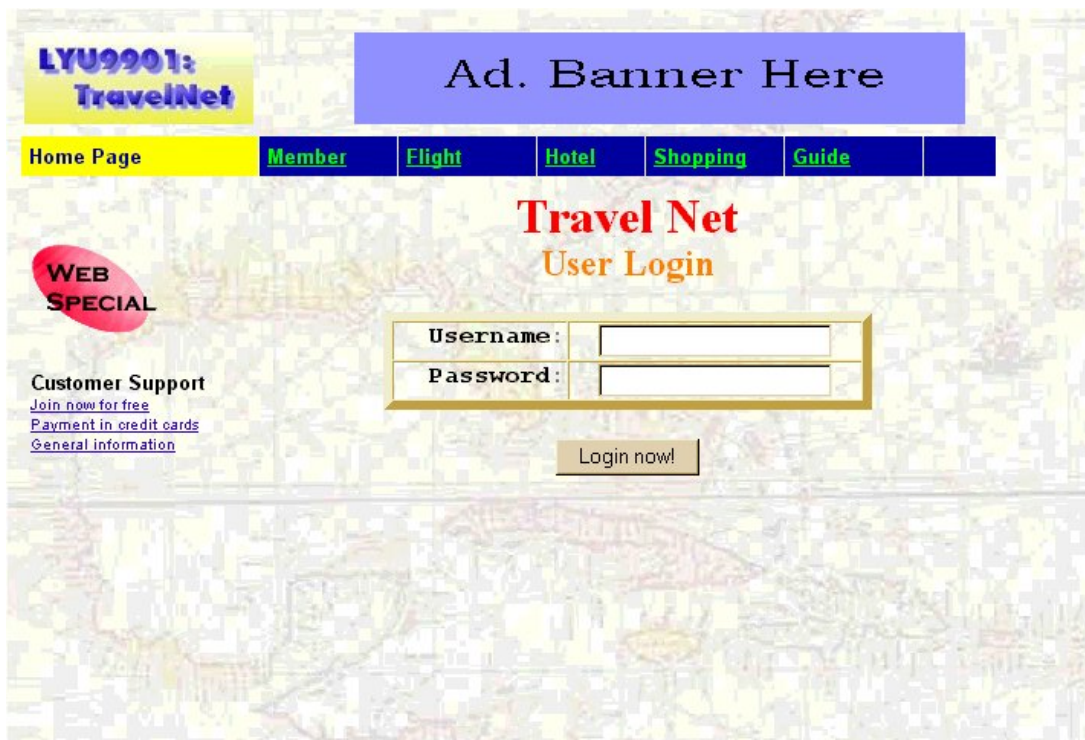 LYU9901:
TravelNet
Ad. Banner Here
Home Page Member Flight Hotel Shopping Guide
Travel Net
User Login
WEB
SPECIAL
Username:
Password:
Customer Support
Join now for free
Payment in credit cards
General information
Login now!